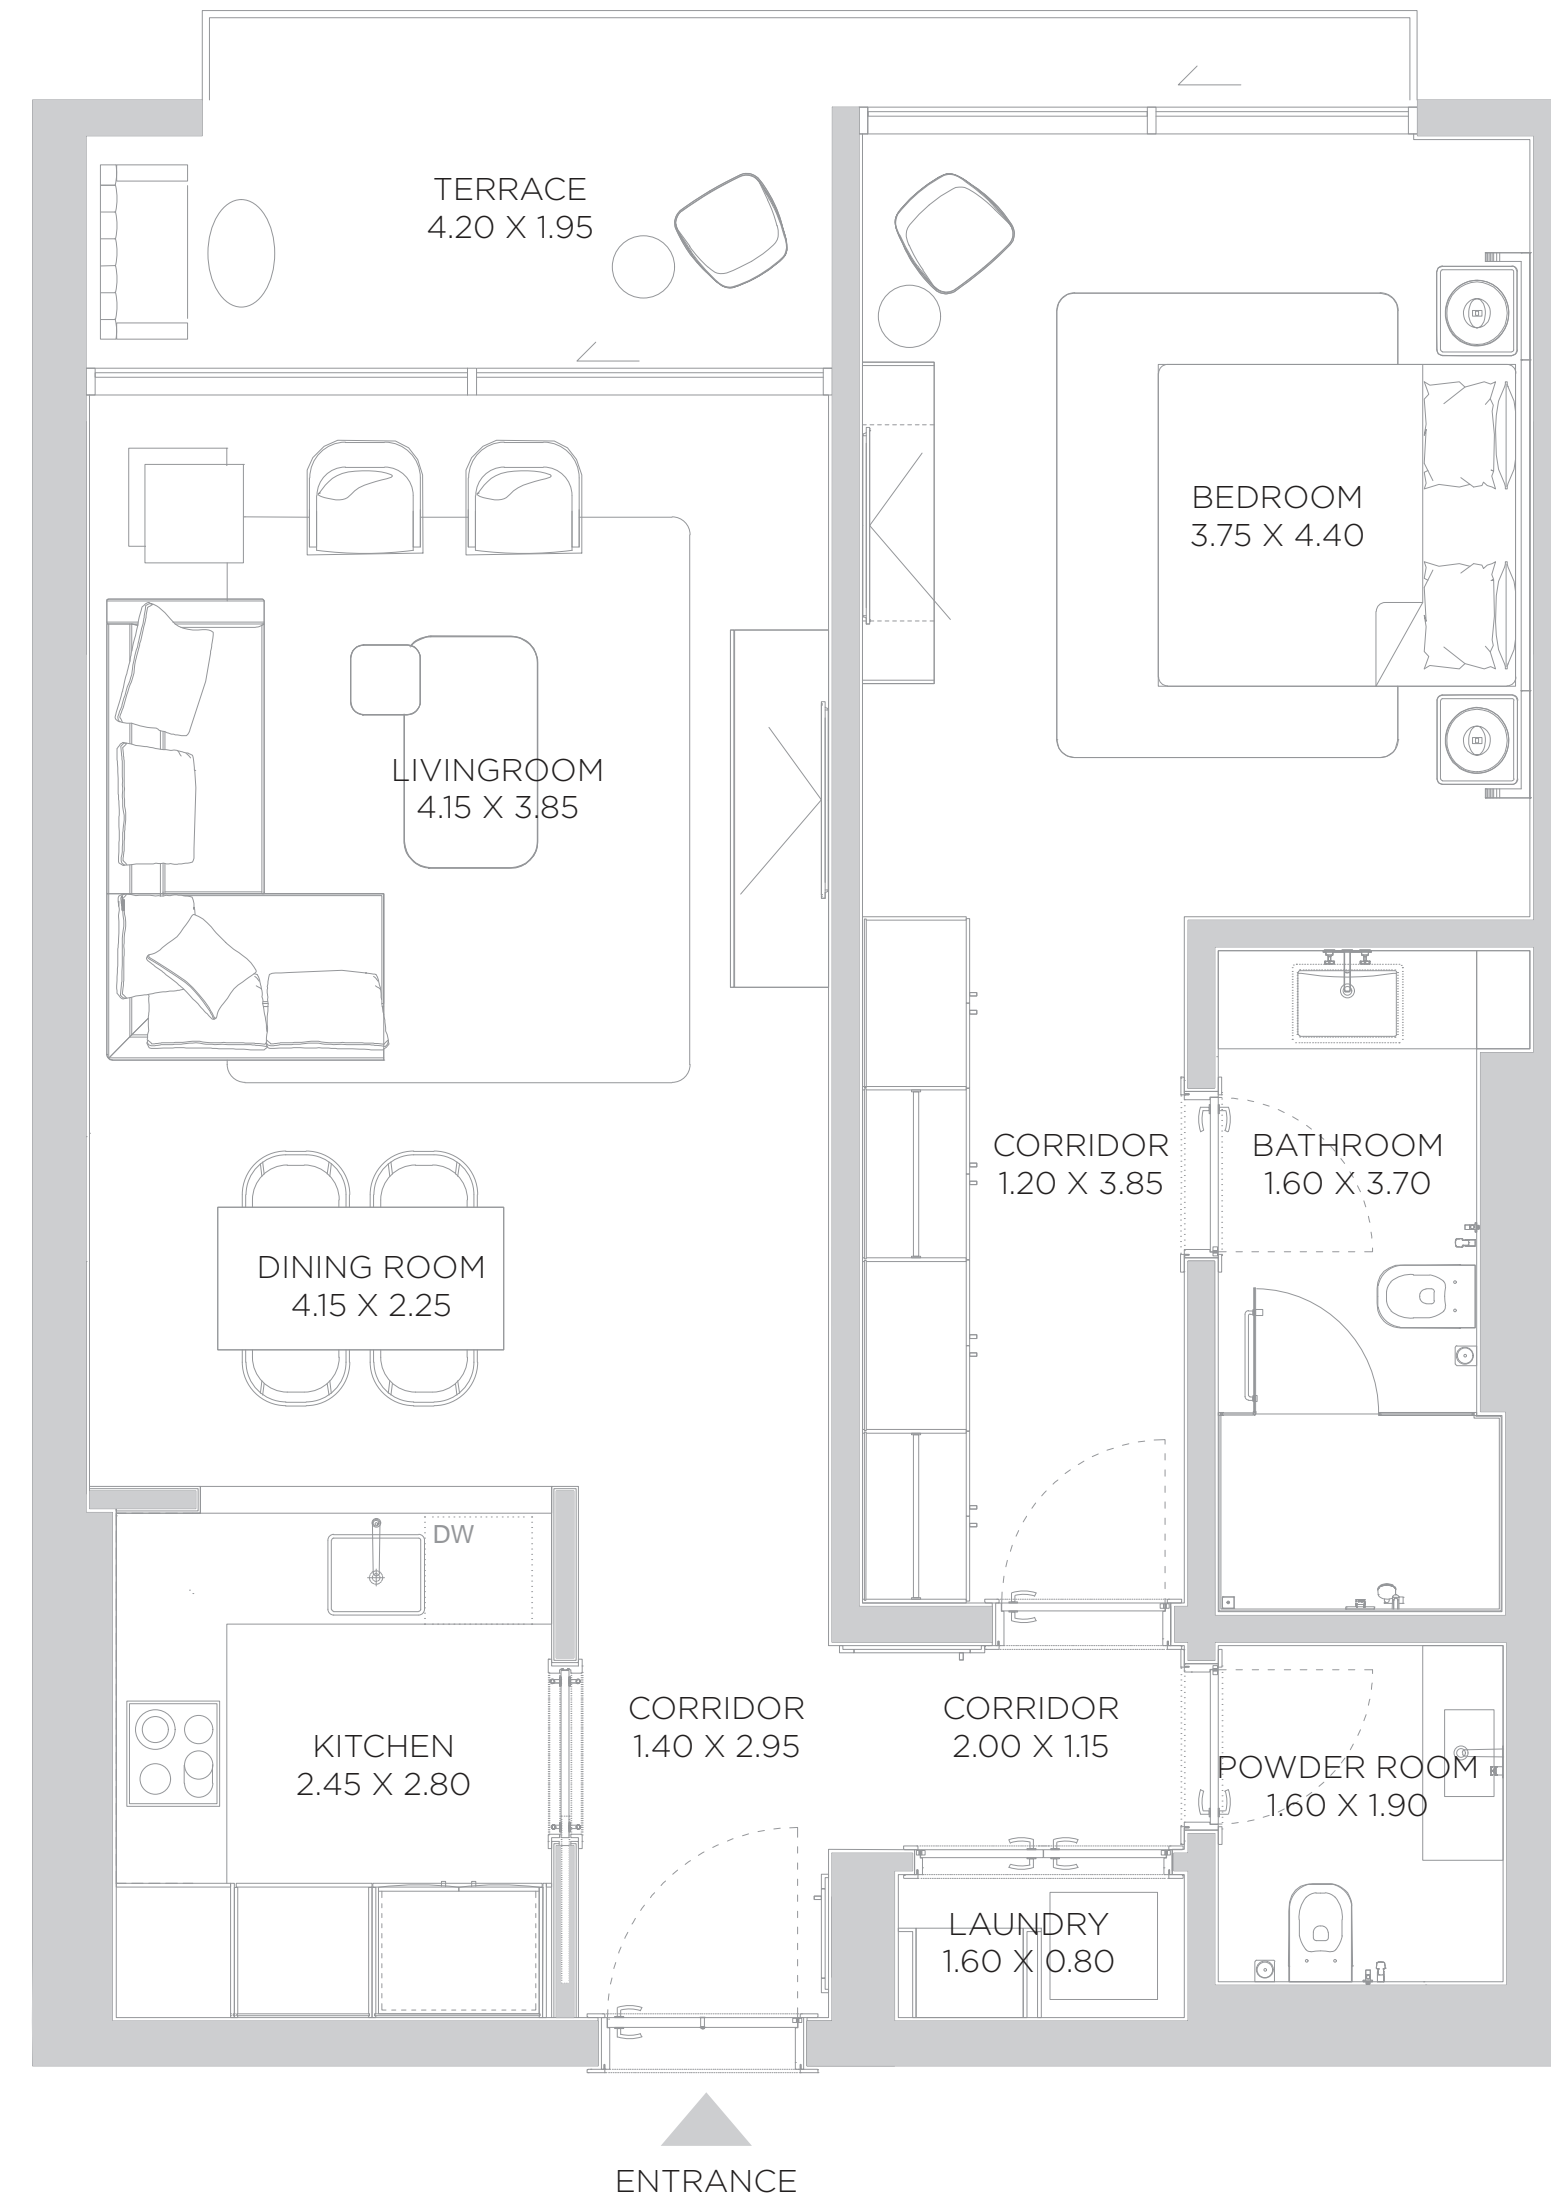 TERRACE
4.20 X 1.95
BEDROOM
3.75 X 4.40
LIVINGROOM
4.15 X 3.85
CORRIDOR
1.20 X 3.85
BATHROOM
1.60 X 3.70
DINING ROOM
4.15 X 2.25
DW
KITCHEN
2.45 X 2.80
CORRIDOR
1.40 X 2.95
CORRIDOR
2.00 X 1.15
POWDER ROOM
1.60 X 1.90
LAUNDRY
1.60 X 0.80
ENTRANCE